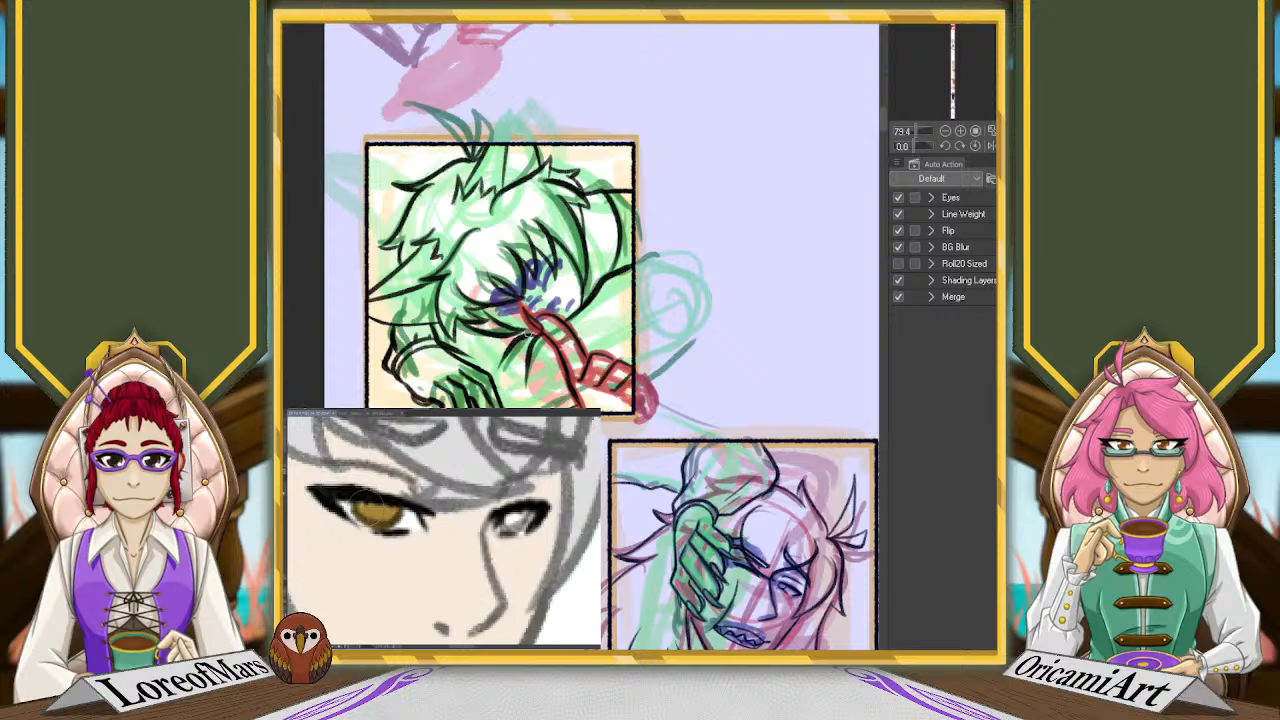 79.4
0.0
Auto Action
Default
Eyes
Line Weight
Flip
BG Blur
Roll20 Sized
Shading Layers
Merge
LoreofMars
OricamiArt